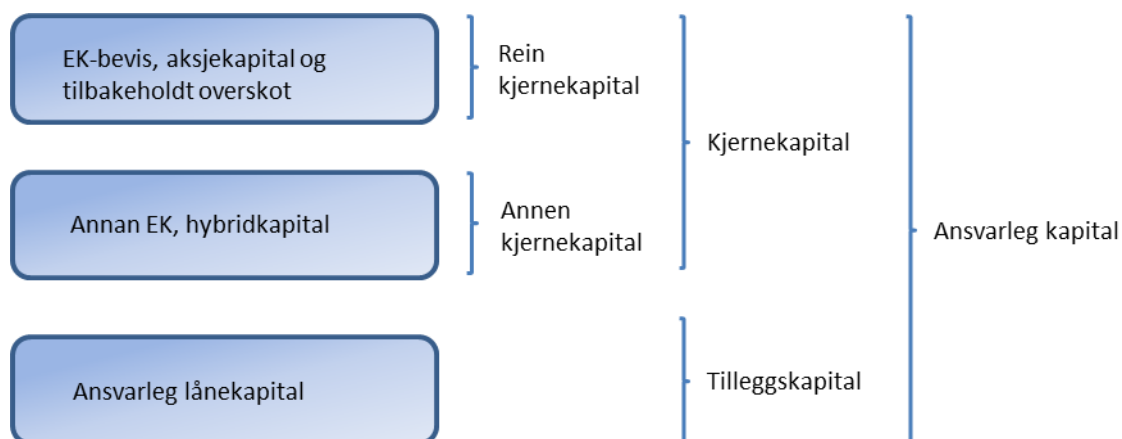 EK-bevis, aksjekapital og
tilbakeholdt overskot
Rein
kjernekapital
Kjernekapital
Annan EK, hybridkapital
Annen
kjernekapital
Ansvarleg kapital
Ansvarleg lånekapital
Tilleggskapital